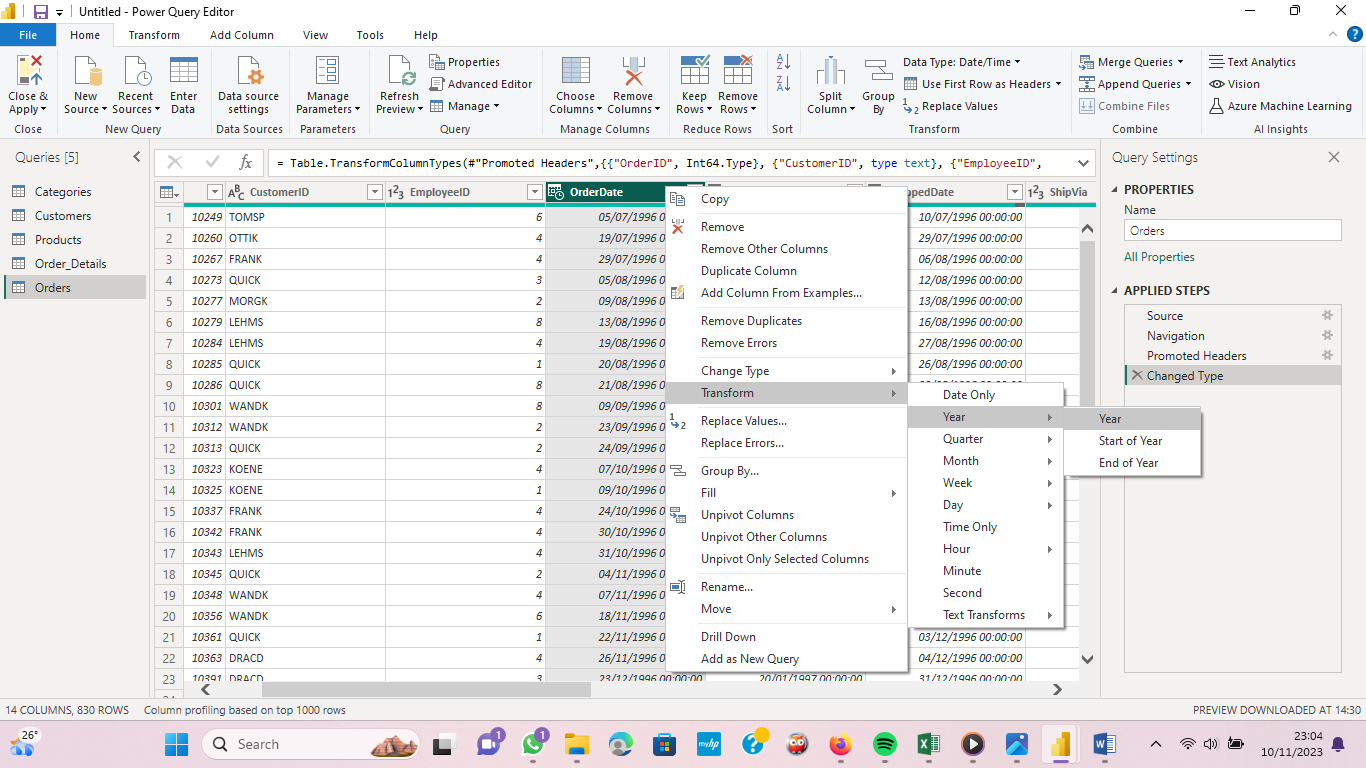 Untitled - Power Query Editor
File Home Transform Add Column View Tools Help
Close & Apply
Close
New Source
Recent Sources
Enter Data
New Query
Data source settings
Data Sources
Manage Parameters
Parameters
Refresh Preview
Properties
Advanced Editor
Manage
Query
Choose Columns
Remove Columns
Manage Columns
Keep Rows
Remove Rows
Reduce Rows
Sort
Split Column
Group By
Data Type: Date/Time
Use First Row as Headers
Replace Values
Transform
Merge Queries
Append Queries
Combine Files
Combine
Text Analytics
Vision
Azure Machine Learning
AI Insights
Queries [5]
Categories
Customers
Products
Order_Details
Orders
= Table.TransformColumnTypes(#"Promoted Headers",{{"OrderID", Int64.Type}, {"CustomerID", type text}, {"EmployeeID",
CustomerID EmployeeID OrderDate ppedDate ShipVia
1 10249 TOMSP 6 05/07/1996 0 10/07/1996 00:00:00
2 10260 OTTIK 4 19/07/1996 0 29/07/1996 00:00:00
3 10267 FRANK 4 29/07/1996 0 06/08/1996 00:00:00
4 10273 QUICK 3 05/08/1996 0 12/08/1996 00:00:00
5 10277 MORGK 2 09/08/1996 0 13/08/1996 00:00:00
6 10279 LEHMS 8 13/08/1996 0 16/08/1996 00:00:00
7 10284 LEHMS 4 19/08/1996 0 27/08/1996 00:00:00
8 10285 QUICK 1 20/08/1996 0 26/08/1996 00:00:00
9 10286 QUICK 8 21/08/1996 0
10 10301 WANDK 8 09/09/1996 0
11 10312 WANDK 2 23/09/1996 0
12 10313 QUICK 2 24/09/1996 0
13 10323 KOENE 4 07/10/1996 0
14 10325 KOENE 1 09/10/1996 0
15 10337 FRANK 4 24/10/1996 0
16 10342 FRANK 4 30/10/1996 0
17 10343 LEHMS 4 31/10/1996 0
18 10345 QUICK 2 04/11/1996 0
19 10348 WANDK 4 07/11/1996 0
20 10356 WANDK 6 18/11/1996 0
21 10361 QUICK 1 22/11/1996 0 03/12/1996 00:00:00
22 10363 DRACD 4 26/11/1996 0 04/12/1996 00:00:00
23 10391 DRACD 3 23/12/1996 00:00:00 20/01/1997 00:00:00 31/12/1996 00:00:00
Copy
Remove
Remove Other Columns
Duplicate Column
Add Column From Examples...
Remove Duplicates
Remove Errors
Change Type
Transform
Replace Values...
Replace Errors...
Group By...
Fill
Unpivot Columns
Unpivot Other Columns
Unpivot Only Selected Columns
Rename...
Move
Drill Down
Add as New Query
Date Only
Year
Quarter
Month
Week
Day
Time Only
Hour
Minute
Second
Text Transforms
Year
Start of Year
End of Year
Query Settings
PROPERTIES
Name
Orders
All Properties
APPLIED STEPS
Source
Navigation
Promoted Headers
Changed Type
14 COLUMNS, 830 ROWS Column profiling based on top 1000 rows
PREVIEW DOWNLOADED AT 14:30
26°
Search
1
1
myhp
1
23:04
10/11/2023